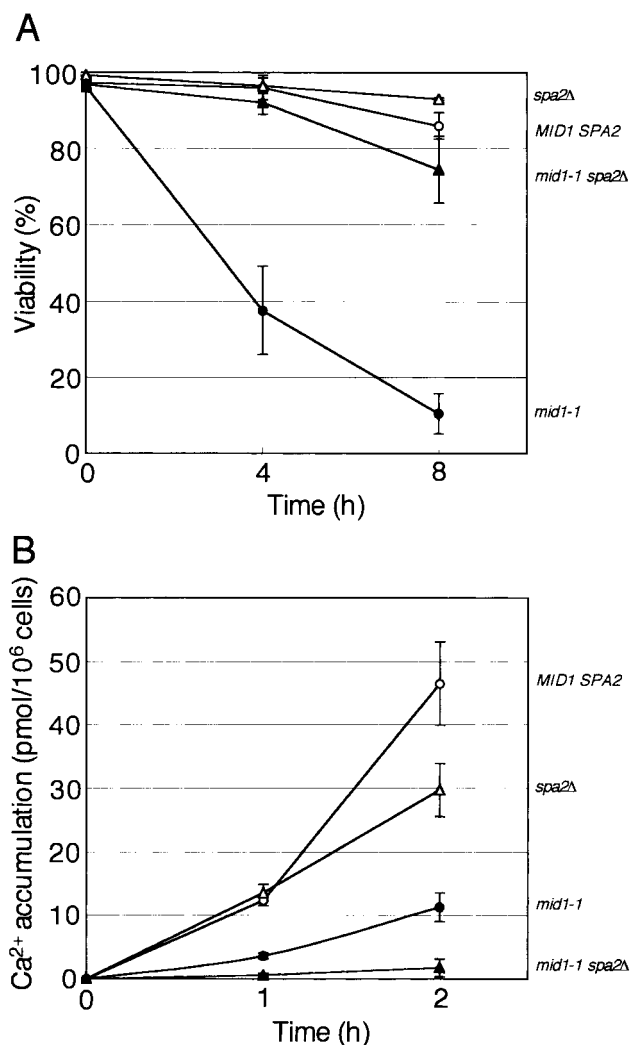 A
Viability (%)
100
80
60
40
20
0
0
4
8
Time (h)
spa2Δ
MID1 SPA2
mid1-1 spa2Δ
mid1-1
B
Ca²⁺ accumulation (pmol/10⁶ cells)
60
50
40
30
20
10
0
0
1
2
Time (h)
MID1 SPA2
spa2Δ
mid1-1
mid1-1 spa2Δ